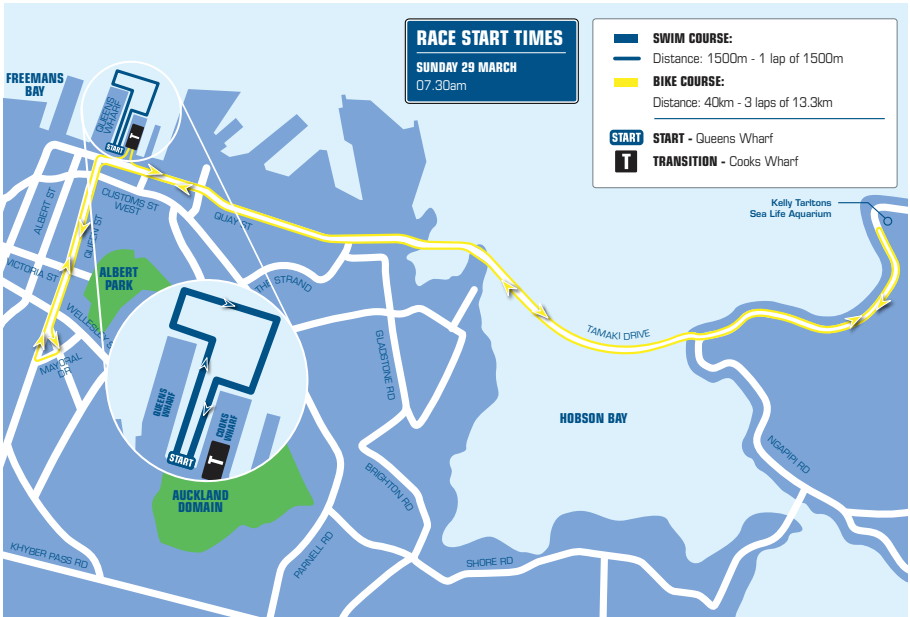 RACE START TIMES
SUNDAY 29 MARCH
07.30am
SWIM COURSE:
Distance: 1500m - 1 lap of 1500m
BIKE COURSE:
Distance: 40km - 3 laps of 13.3km
START START - Queens Wharf
T TRANSITION - Cooks Wharf
FREEMANS
BAY
QUEENS
WHARF
T
START
Kelly Tarltons
Sea Life Aquarium
ALBERT ST
CUSTOMS ST
WEST
QUEEN ST
QUAY ST
VICTORIA ST
ALBERT
PARK
THE STRAND
WELLESLEY S
MAYORAL
DR
TAMAKI DRIVE
GLADSTONE RD
QUEENS
WHARF
COOKS
WHARF
START
T
HOBSON BAY
NGAPIPI RD
AUCKLAND
DOMAIN
BRIGHTON RD
KHYBER PASS RD
PARNELL RD
SHORE RD